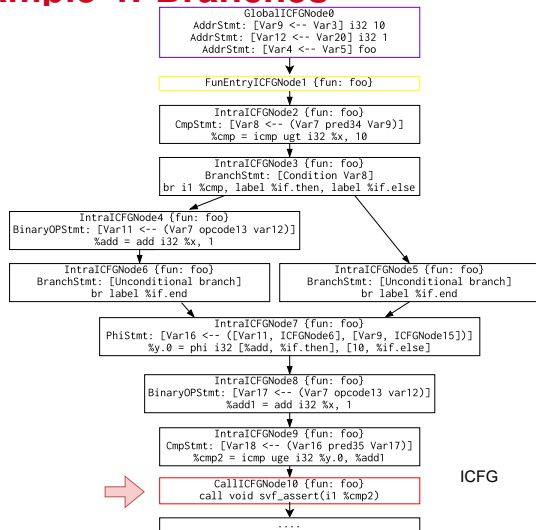 GlobalICFGNode0
AddrStmt: [Var9 <-- Var3] i32 10
AddrStmt: [Var12 <-- Var20] i32 1
AddrStmt: [Var4 <-- Var5] foo
FunEntryICFGNode1 {fun: foo}
IntraICFGNode2 {fun: foo}
CmpStmt: [Var8 <-- (Var7 pred34 Var9)]
%cmp = icmp ugt i32 %x, 10
IntraICFGNode3 {fun: foo}
BranchStmt: [Condition Var8]
br i1 %cmp, label %if.then, label %if.else
IntraICFGNode4 {fun: foo}
BinaryOPStmt: [Var11 <-- (Var7 opcode13 var12)]
%add = add i32 %x, 1
IntraICFGNode6 {fun: foo}
BranchStmt: [Unconditional branch]
br label %if.end
IntraICFGNode5 {fun: foo}
BranchStmt: [Unconditional branch]
br label %if.end
IntraICFGNode7 {fun: foo}
PhiStmt: [Var16 <-- ([Var11, ICFGNode6], [Var9, ICFGNode15])]
%y.0 = phi i32 [%add, %if.then], [10, %if.else]
IntraICFGNode8 {fun: foo}
BinaryOPStmt: [Var17 <-- (Var7 opcode13 var12)]
%add1 = add i32 %x, 1
IntraICFGNode9 {fun: foo}
CmpStmt: [Var18 <-- (Var16 pred35 Var17)]
%cmp2 = icmp uge i32 %y.0, %add1
ICFG
CallICFGNode10 {fun: foo}
call void svf_assert(i1 %cmp2)
....